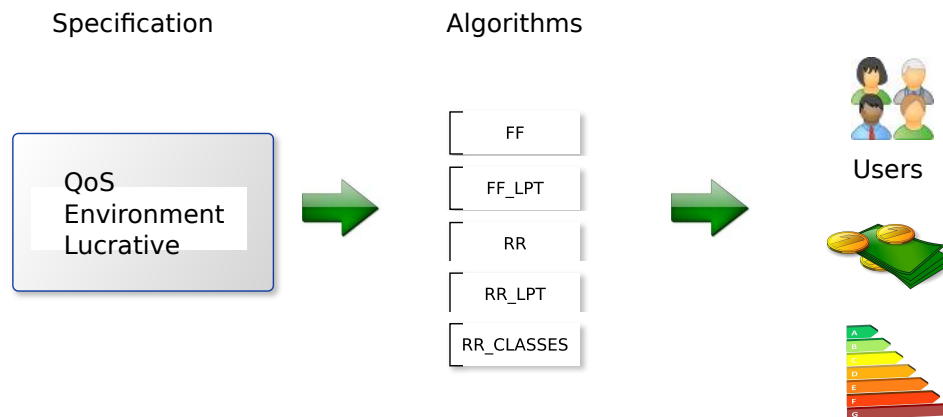 Specification
Algorithms
QoS
Environment
Lucrative
FF
FF_LPT
RR
RR_LPT
RR_CLASSES
Users
A
B
C
D
E
F
G